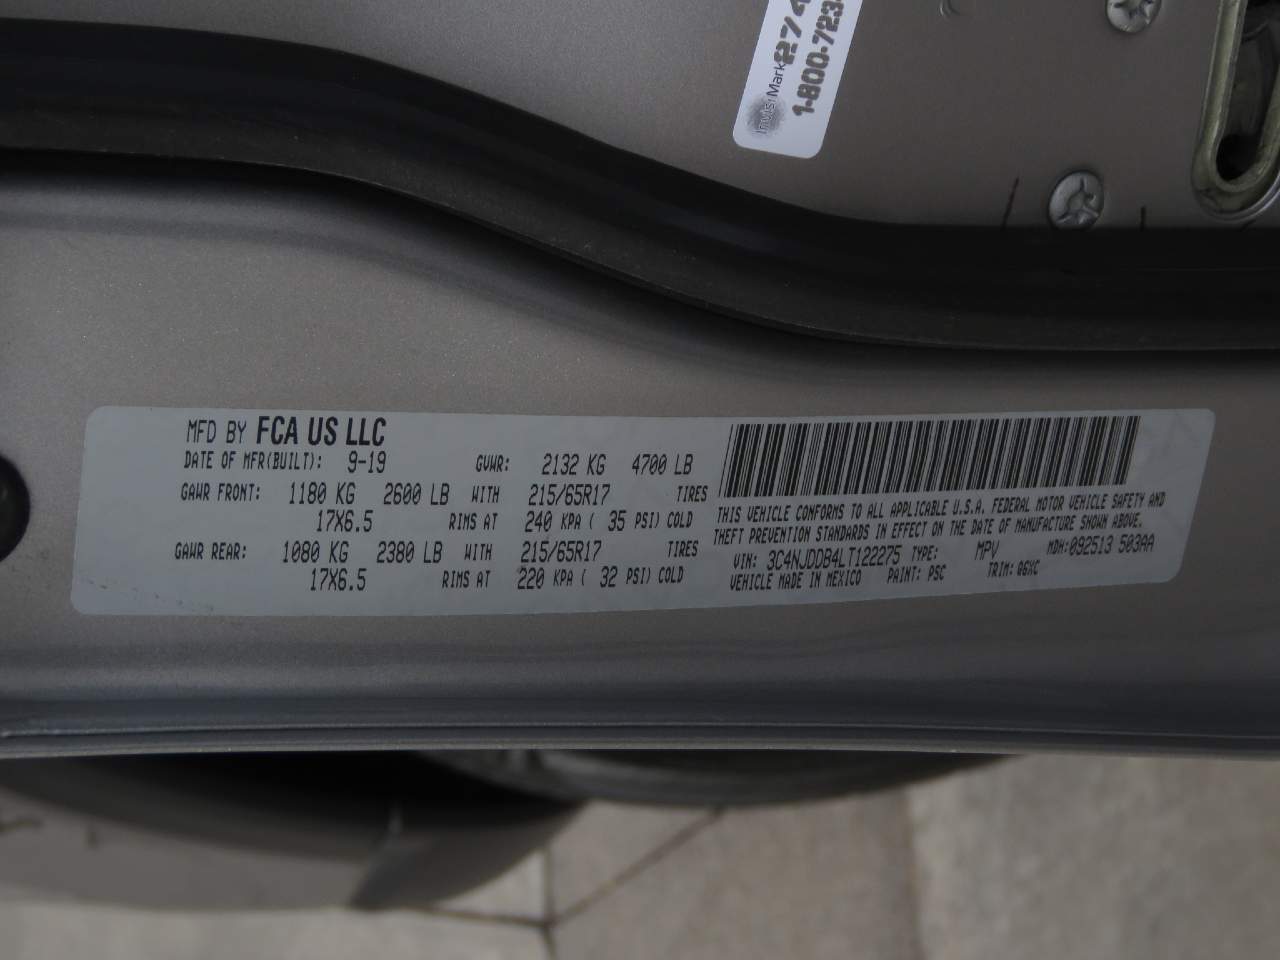 274
Invisi Mark
1-800-723-
MFD BY FCA US LLC
DATE OF MFR(BUILT): 9-19 GVWR: 2132 KG 4700 LB
GAWR FRONT: 1180 KG 2600 LB WITH 215/65R17 TIRES
17X6.5 RIMS AT 240 KPA ( 35 PSI) COLD
GAWR REAR: 1080 KG 2380 LB WITH 215/65R17 TIRES
17X6.5 RIMS AT 220 KPA ( 32 PSI) COLD
THIS VEHICLE CONFORMS TO ALL APPLICABLE U.S.A. FEDERAL MOTOR VEHICLE SAFETY AND
THEFT PREVENTION STANDARDS IN EFFECT ON THE DATE OF MANUFACTURE SHOWN ABOVE.
VIN: 3C4NJDDB4LT122275 TYPE: MPV MDH:092513 503AA
VEHICLE MADE IN MEXICO PAINT: PSC TRIM: G6XC